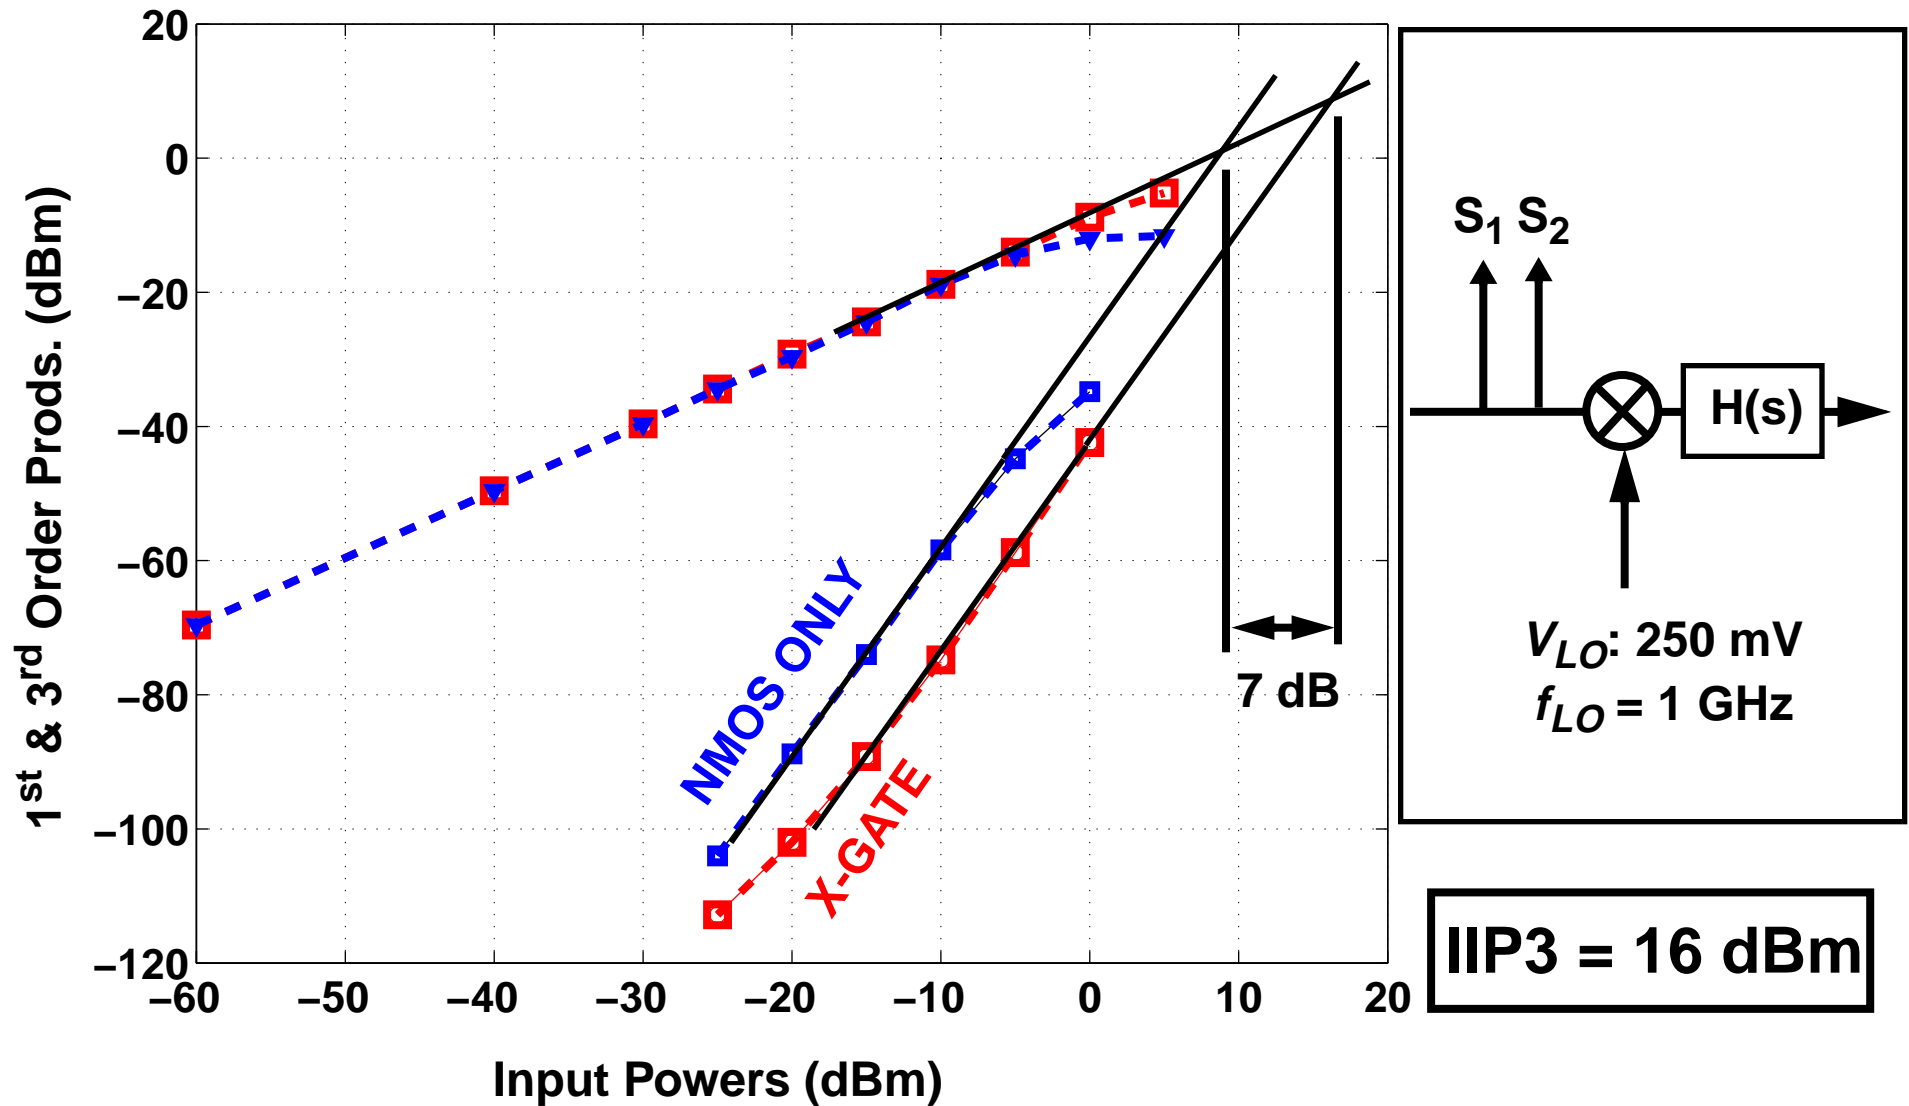 20
0
−20
−40
−60
−80
−100
−120
−60
−50
−40
−30
−20
−10
0
10
20
1st & 3rd Order Prods. (dBm)
Input Powers (dBm)
NMOS ONLY
X-GATE
7 dB
S1 S2
H(s)
VLO: 250 mV
fLO = 1 GHz
IIP3 = 16 dBm